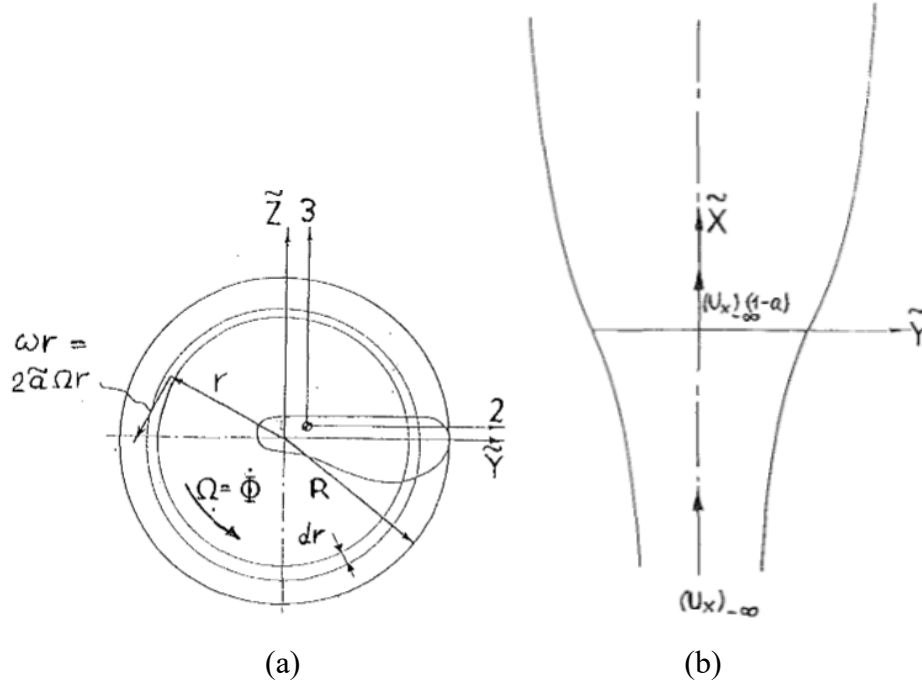 Z̃ 3
ωr =
2ãΩr
r
2
Ỹ
Ω = Φ̇
R
dr
(a)
X̃
(Uₓ)₋∞(1-a)
Ỹ
(Uₓ)₋∞
(b)